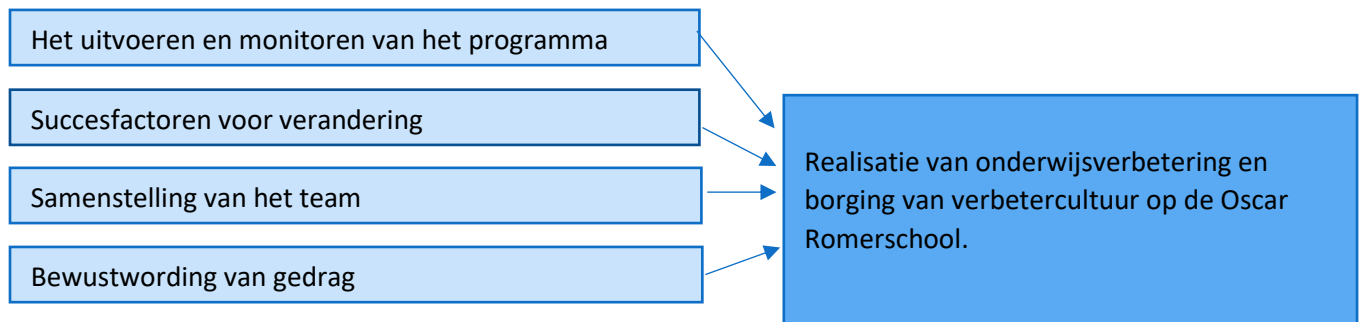 Het uitvoeren en monitoren van het programma
Succesfactoren voor verandering
Samenstelling van het team
Bewustwording van gedrag
Realisatie van onderwijsverbetering en
borging van verbetercultuur op de Oscar
Romerschool.